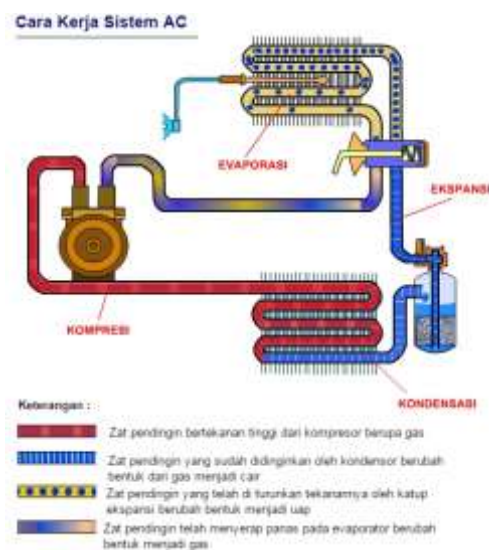 Cara Kerja Sistem AC
EVAPORASI
EKSPANSI
KOMPRESI
KONDENSASI
Keterangan :
Zat pendingin bertekanan tinggi dari kompresor berupa gas
Zat pendingin yang sudah didinginkan oleh kondensor berubah
bentuk dari gas menjadi cair
Zat pendingin yang telah di turunkan tekanannya oleh katup
ekspansi berubah bentuk menjadi uap
Zat pendingin telah menyerap panas pada evaporator berubah
bentuk menjadi gas